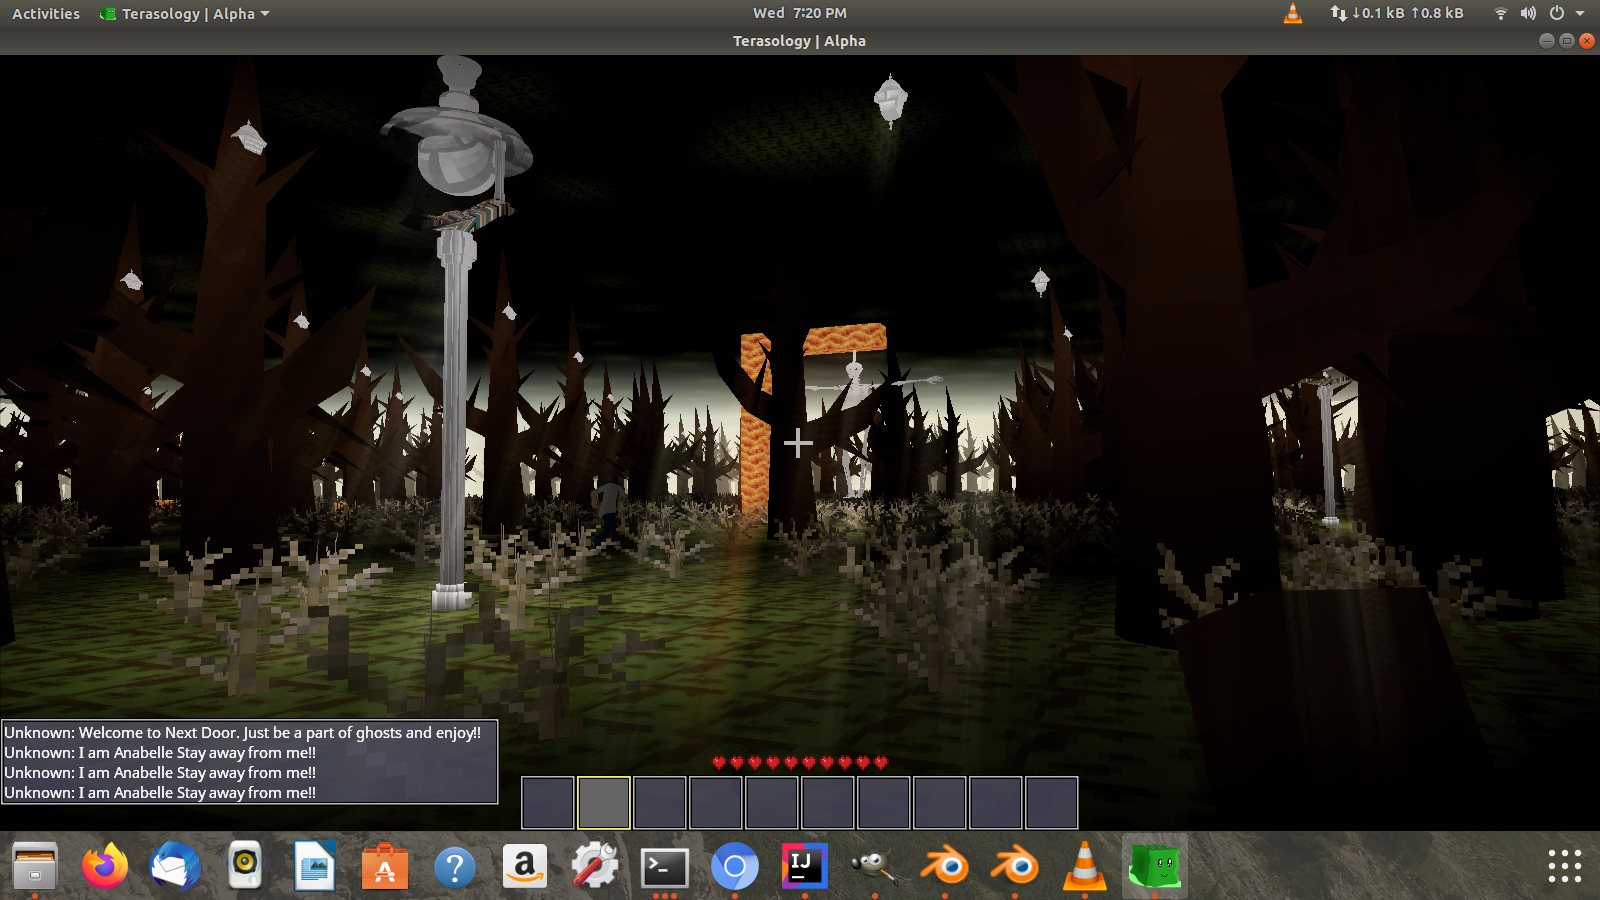 Activities
Terasology | Alpha
Wed 7:20 PM
↓0.1 kB ↑0.8 kB
Terasology | Alpha
Unknown: Welcome to Next Door. Just be a part of ghosts and enjoy!!
Unknown: I am Anabelle Stay away from me!!
Unknown: I am Anabelle Stay away from me!!
Unknown: I am Anabelle Stay away from me!!
A
?
a
>_
IJ